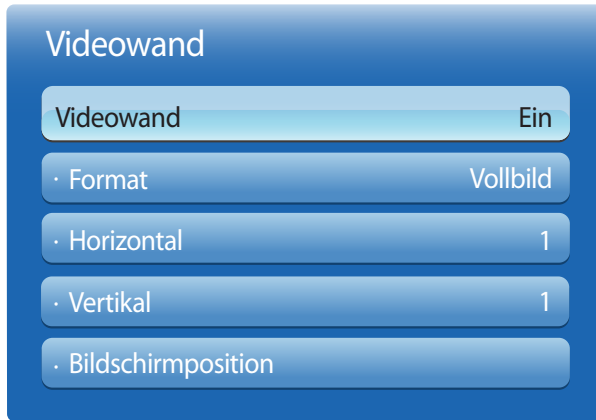 Videowand
Videowand Ein
· Format Vollbild
· Horizontal 1
· Vertikal 1
· Bildschirmposition